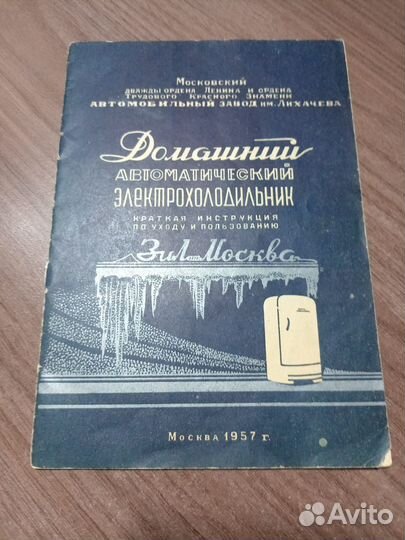 Московский
дважды ордена Ленина и ордена
Трудового Красного Знамени
автомобильный завод им. Лихачева
Домашний
автоматический
электрохолодильник
краткая инструкция
по уходу и пользованию
ЗиЛ-Москва
Москва 1957 г.
Avito